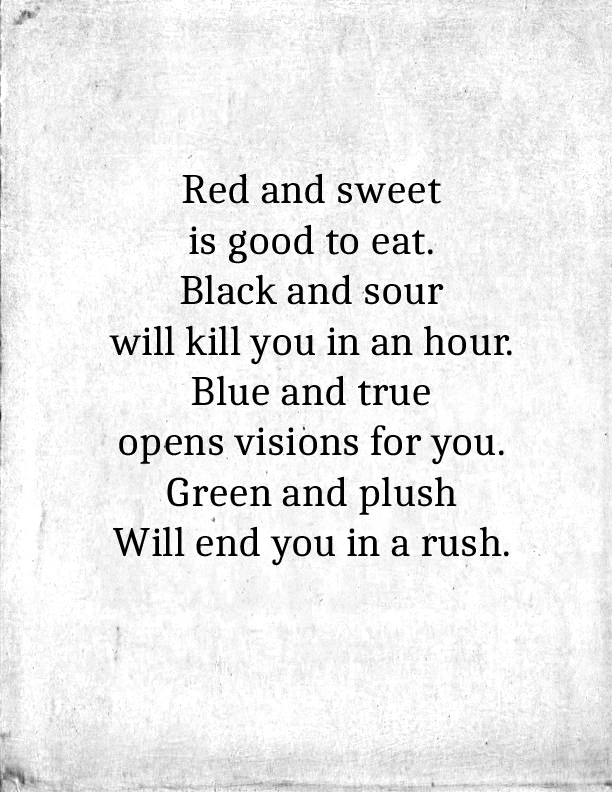 Red and sweet
is good to eat.
Black and sour
will kill you in an hour.
Blue and true
opens visions for you.
Green and plush
Will end you in a rush.